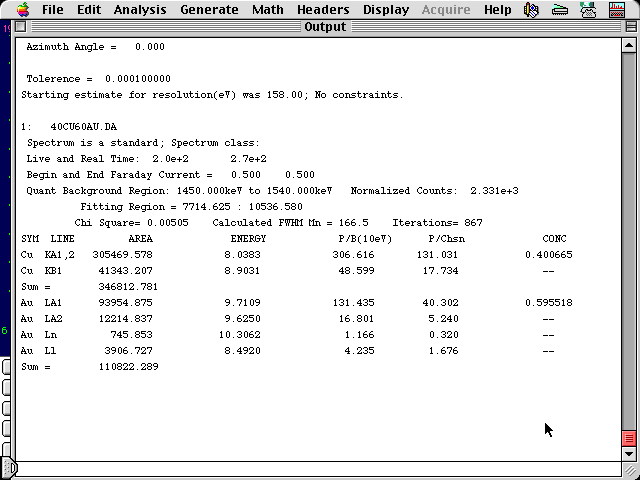 File Edit Analysis Generate Math Headers Display Acquire Help
Output
Azimuth Angle = 0.000
Tolerence = 0.000100000
Starting estimate for resolution(eV) was 158.00; No constraints.
1: 40CU60AU.DA
Spectrum is a standard; Spectrum class:
Live and Real Time: 2.0e+2 2.7e+2
Begin and End Faraday Current = 0.500 0.500
Quant Background Region: 1450.000keV to 1540.000keV Normalized Counts: 2.331e+3
Fitting Region = 7714.625 : 10536.580
Chi Square= 0.00505 Calculated FWHM Mn = 166.5 Iterations= 867
SYM LINE AREA ENERGY P/B(10eV) P/Chsn CONC
Cu KA1,2 305469.578 8.0383 306.616 131.031 0.400665
Cu KB1 41343.207 8.9031 48.599 17.734 --
Sum = 346812.781
Au LA1 93954.875 9.7109 131.435 40.302 0.595518
Au LA2 12214.837 9.6250 16.801 5.240 --
Au Ln 745.853 10.3062 1.166 0.320 --
Au Ll 3906.727 8.4920 4.235 1.676 --
Sum = 110822.289
6